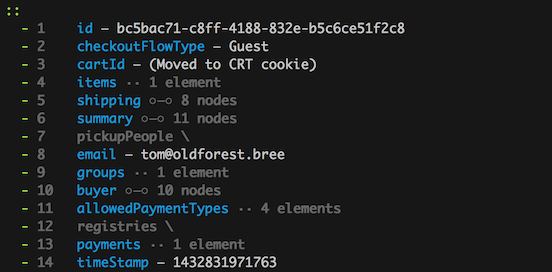 ::
- 1 id – bc5bac71-c8ff-4188-832e-b5c6ce51f2c8
- 2 checkoutFlowType – Guest
- 3 cartId – (Moved to CRT cookie)
- 4 items ·· 1 element
- 5 shipping ○–○ 8 nodes
- 6 summary ○–○ 11 nodes
- 7 pickupPeople \
- 8 email – tom@oldforest.bree
- 9 groups ·· 1 element
- 10 buyer ○–○ 10 nodes
- 11 allowedPaymentTypes ·· 4 elements
- 12 registries \
- 13 payments ·· 1 element
- 14 timeStamp – 1432831971763